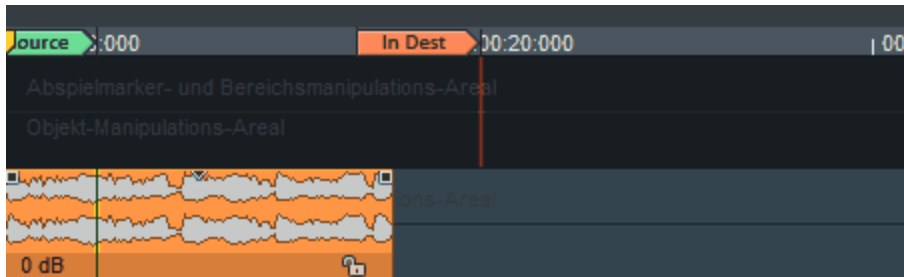 ource :000 In Dest 00:20:000 00
Abspielmarker- und Bereichsmanipulations-Areal
Objekt-Manipulations-Areal
ons-Areal
0 dB